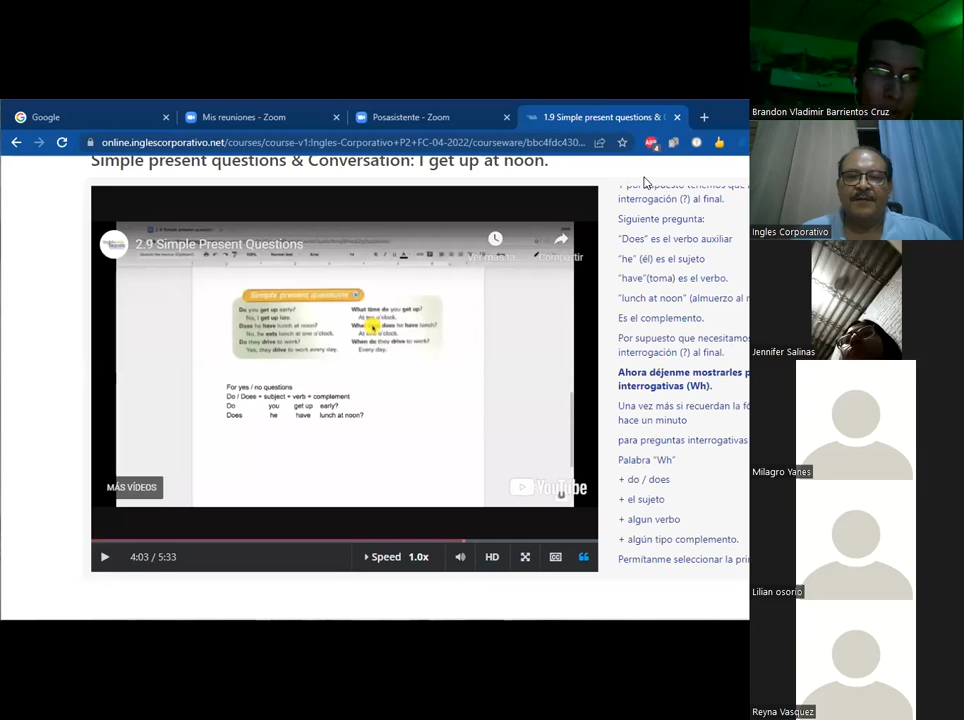 Google
Mis reuniones - Zoom
Posasistente - Zoom
1.9 Simple present questions & C
online.inglescorporativo.net/courses/course-v1:Ingles-Corporativo+P2+FC-04-2022/courseware/bbc4fdc430...
Simple present questions & Conversation: I get up at noon.
2.9 Simple Present Questions
Compartir
Simple present questions
Do you get up early?
No, I get up late.
Does he have lunch at noon?
No, he eats lunch at one o'clock.
Do they drive to work?
Yes, they drive to work every day.
What time do you get up?
At ten o'clock.
does he have lunch?
o'clock.
When do they drive to work?
Every day.
For yes / no questions
Do / Does + subject + verb + complement
Do you get up early?
Does he have lunch at noon?
MÁS VÍDEOS
YouTube
4:03 / 5:33
Speed 1.0x
HD
interrogación (?) al final.
Siguiente pregunta:
"Does" es el verbo auxiliar
"he" (él) es el sujeto
"have"(toma) es el verbo.
"lunch at noon" (almuerzo al
Es el complemento.
Por supuesto que necesitamos
interrogación (?) al final.
Ahora déjenme mostrarles
interrogativas (Wh).
Una vez más si recuerdan la
hace un minuto
para preguntas interrogativas
Palabra "Wh"
+ do / does
+ el sujeto
+ algun verbo
+ algún tipo complemento.
Permítanme seleccionar la
Brandon Vladimir Barrientos Cruz
Ingles Corporativo
Jennifer Salinas
Milagro Yanes
Lilian osorio
Reyna Vasquez